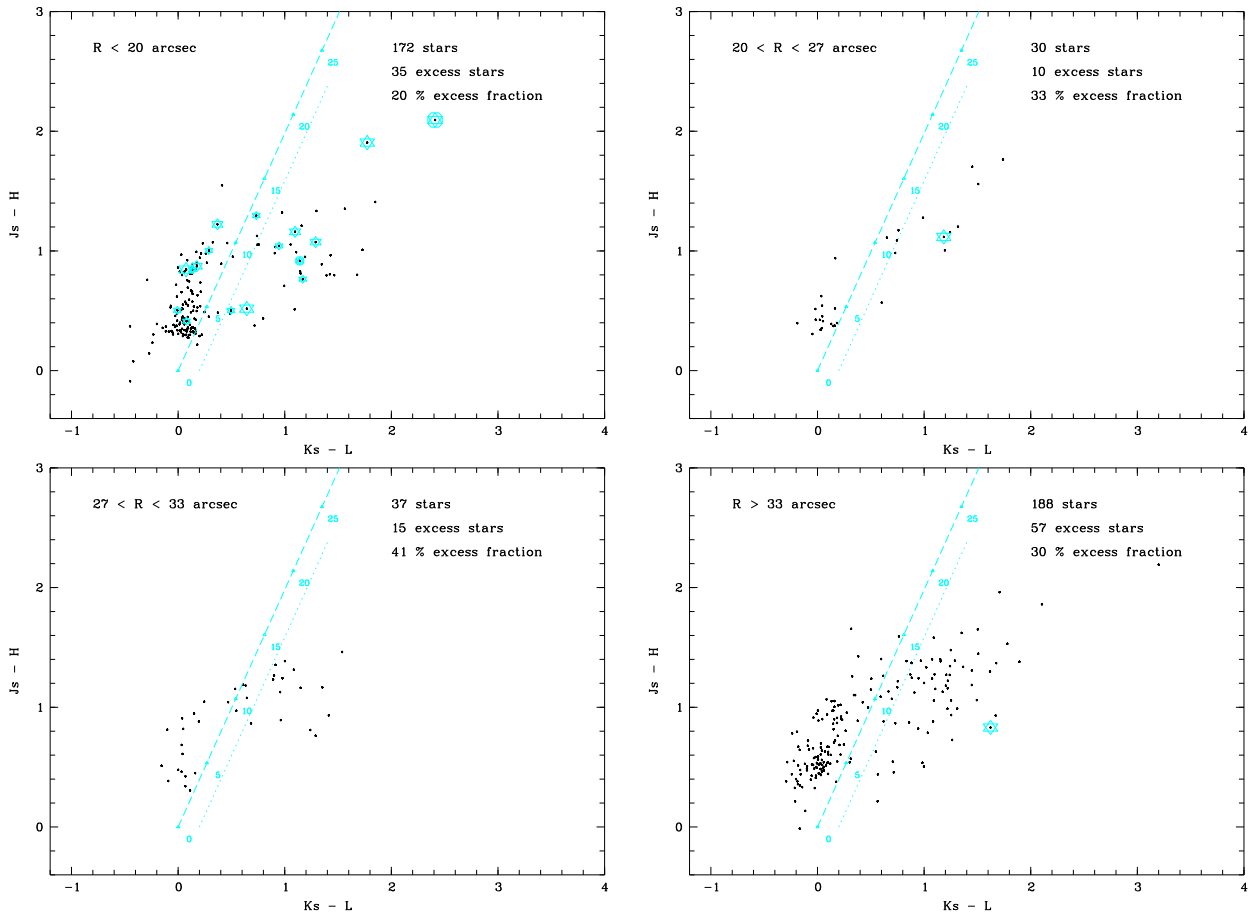 R < 20 arcsec
172 stars
35 excess stars
20 % excess fraction
3
2
1
0
25
20
15
10
5
0
Js - H
-1 0 1 2 3 4
Ks - L
20 < R < 27 arcsec
30 stars
10 excess stars
33 % excess fraction
3
2
1
0
25
20
15
10
5
0
Js - H
-1 0 1 2 3 4
Ks - L
27 < R < 33 arcsec
37 stars
15 excess stars
41 % excess fraction
3
2
1
0
25
20
15
10
5
0
Js - H
-1 0 1 2 3 4
Ks - L
R > 33 arcsec
188 stars
57 excess stars
30 % excess fraction
3
2
1
0
25
20
15
10
5
0
Js - H
-1 0 1 2 3 4
Ks - L